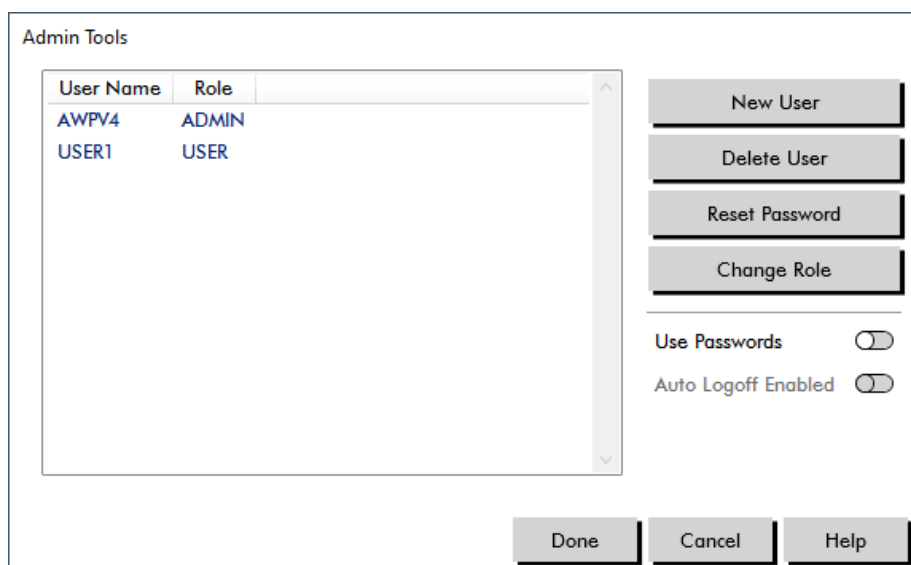 Admin Tools
User Name Role
AWPV4 ADMIN
USER1 USER
New User
Delete User
Reset Password
Change Role
Use Passwords
Auto Logoff Enabled
Done Cancel Help